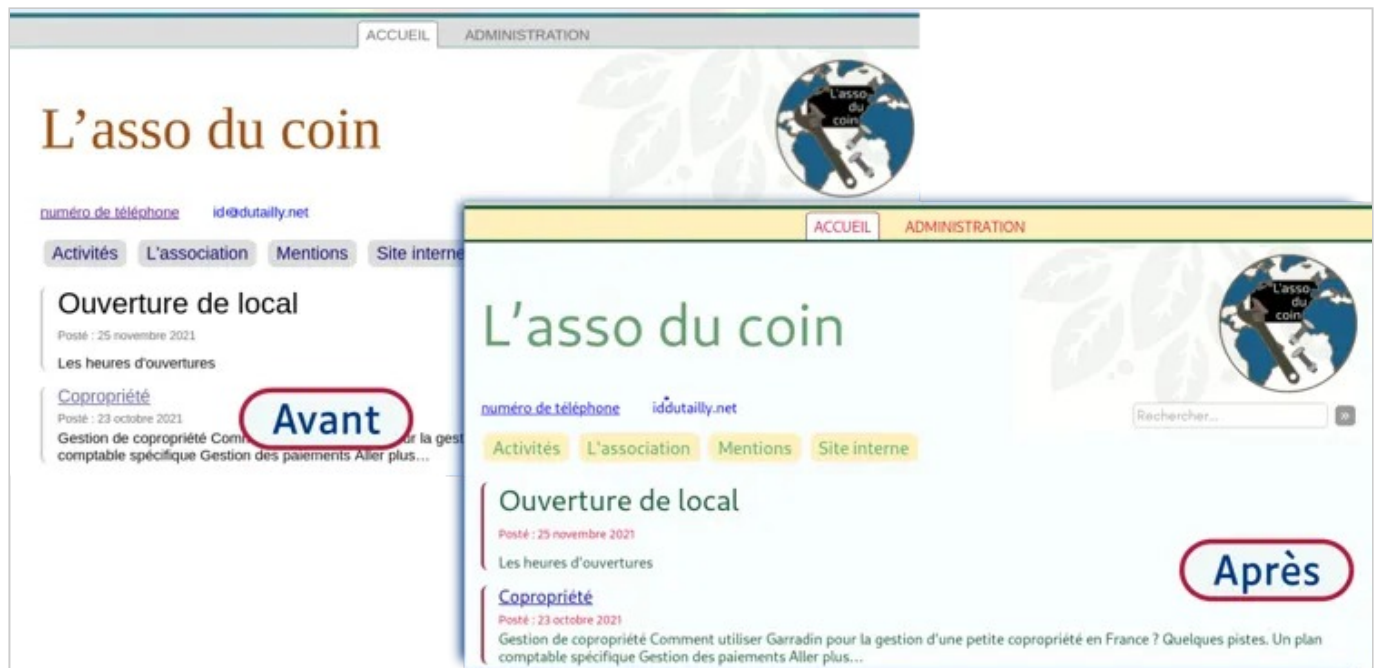 ACCUEIL ADMINISTRATION
L'asso du coin
L'asso
du
coin
numéro de téléphone id@dutailly.net
Activités L'association Mentions Site interne
Ouverture de local
Posté : 25 novembre 2021
Les heures d'ouvertures
Copropriété
Posté : 23 octobre 2021
Gestion de copropriété ur la gest
comptable spécifique Gestion des paiements Aller plus…
Avant
ACCUEIL ADMINISTRATION
L'asso du coin
L'asso
du
coin
numéro de téléphone iddutailly.net
Rechercher... »
Activités L'association Mentions Site interne
Ouverture de local
Posté : 25 novembre 2021
Les heures d'ouvertures
Après
Copropriété
Posté : 23 octobre 2021
Gestion de copropriété Comment utiliser Garradin pour la gestion d'une petite copropriété en France ? Quelques pistes. Un plan
comptable spécifique Gestion des paiements Aller plus…